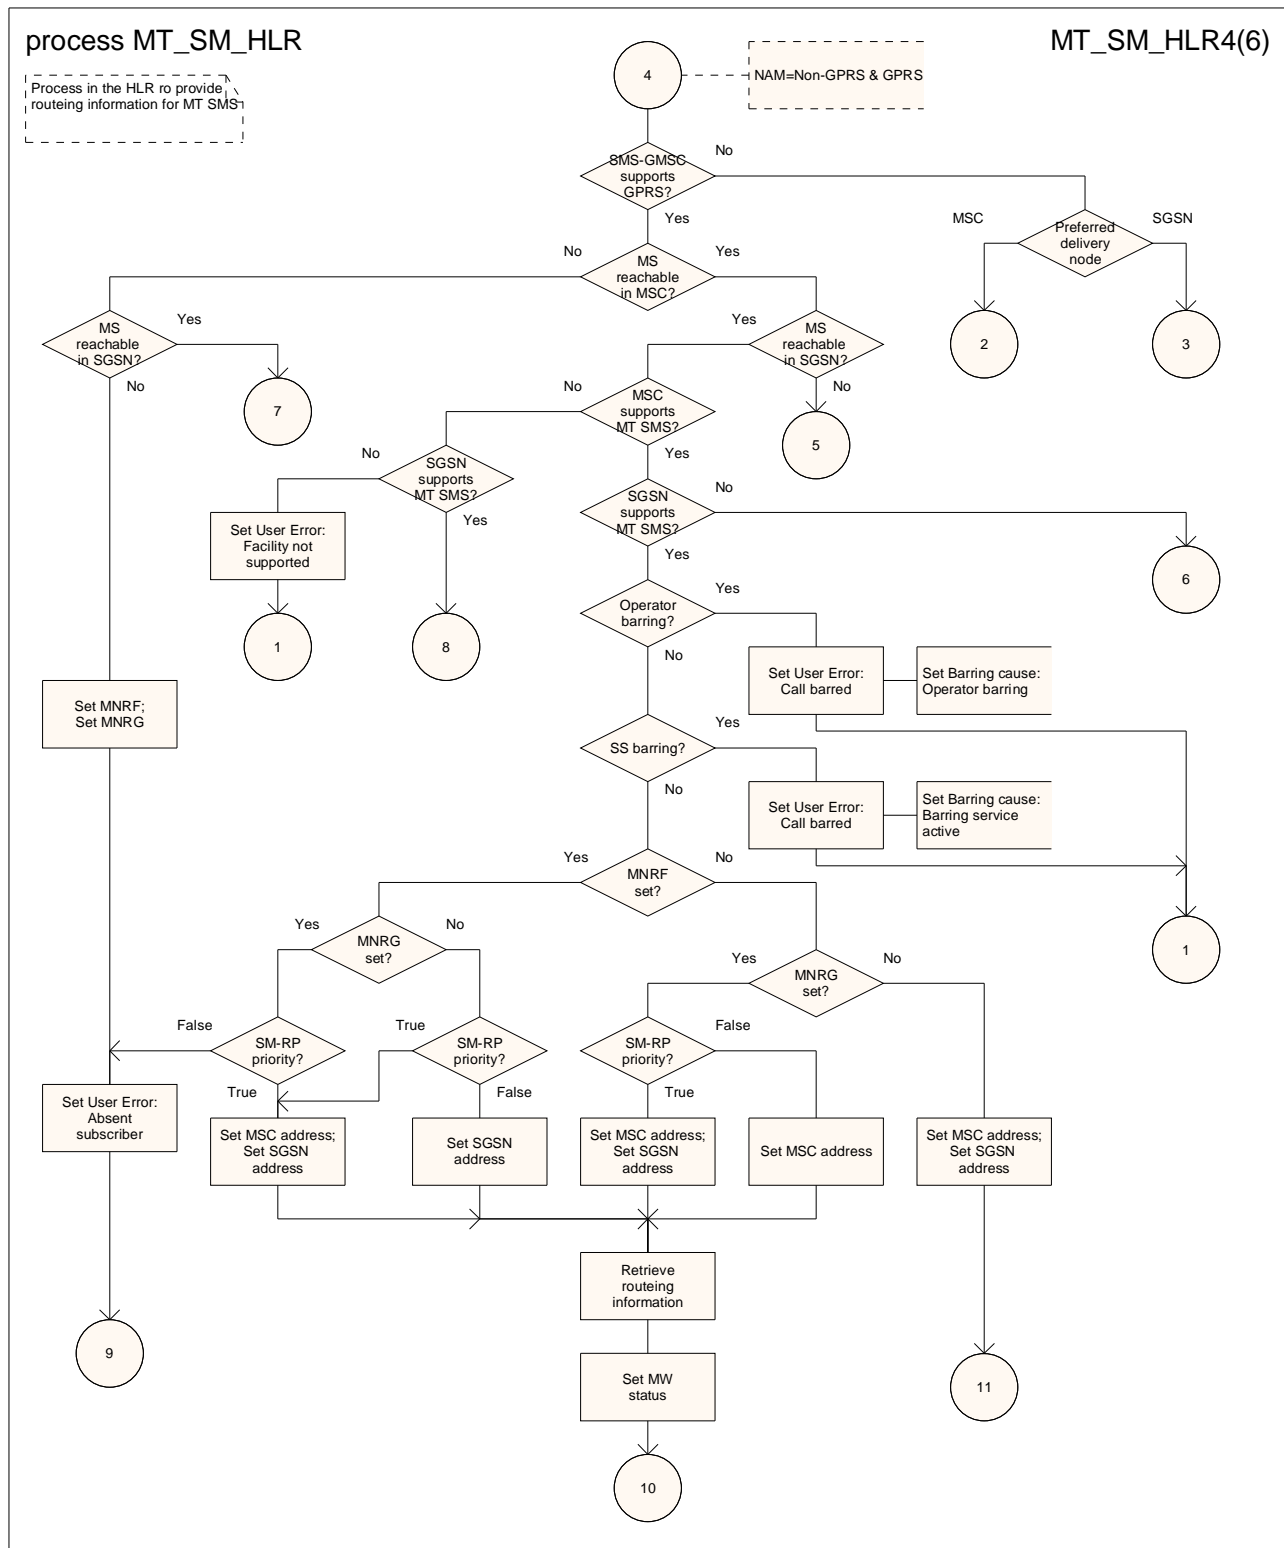 process MT_SM_HLR
MT_SM_HLR4(6)
Process in the HLR ro provide
routeing information for MT SMS
4
NAM=Non-GPRS & GPRS
No
SMS-GMSC
supports
GPRS?
Yes
MSC
SGSN
Preferred
delivery
node
No
Yes
MS
reachable
in MSC?
Yes
Yes
MS
reachable
in SGSN?
MS
reachable
in SGSN?
2
3
No
No
No
7
MSC
supports
MT SMS?
5
No
Yes
SGSN
supports
MT SMS?
No
SGSN
supports
MT SMS?
Yes
Set User Error:
Facility not
supported
Yes
6
Yes
Operator
barring?
1
8
No
Set User Error:
Call barred
Set Barring cause:
Operator barring
Set MNRF;
Set MNRG
Yes
SS barring?
No
Set User Error:
Call barred
Set Barring cause:
Barring service
active
Yes
No
MNRF
set?
Yes
No
MNRG
set?
1
Yes
No
MNRG
set?
False
True
False
SM-RP
priority?
SM-RP
priority?
SM-RP
priority?
True
False
True
Set User Error:
Absent
subscriber
Set MSC address;
Set SGSN
address
Set SGSN
address
Set MSC address;
Set SGSN
address
Set MSC address
Set MSC address;
Set SGSN
address
Retrieve
routeing
information
9
Set MW
status
11
10